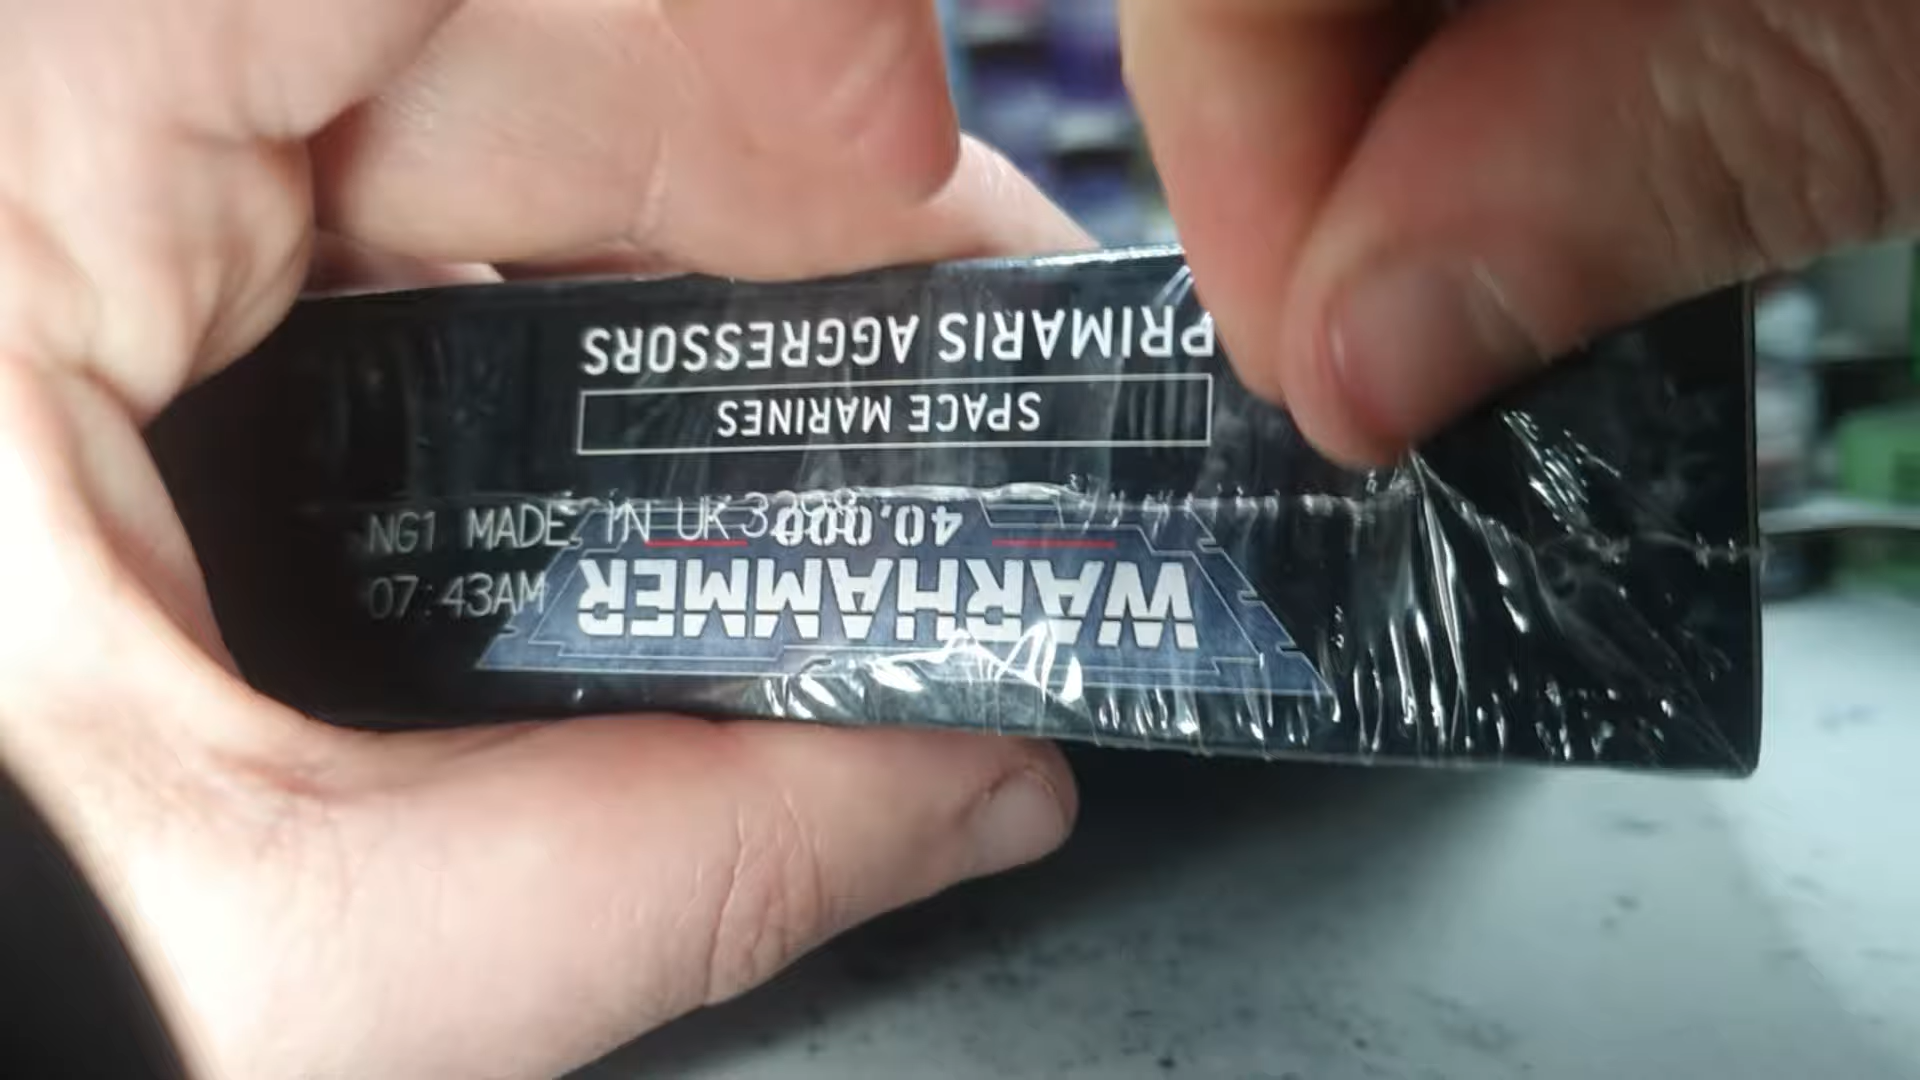 PRIMARIS AGGRESSORS
SPACE MARINES
40,000
WARHAMMER
NG1 MADE IN UK
07:43AM